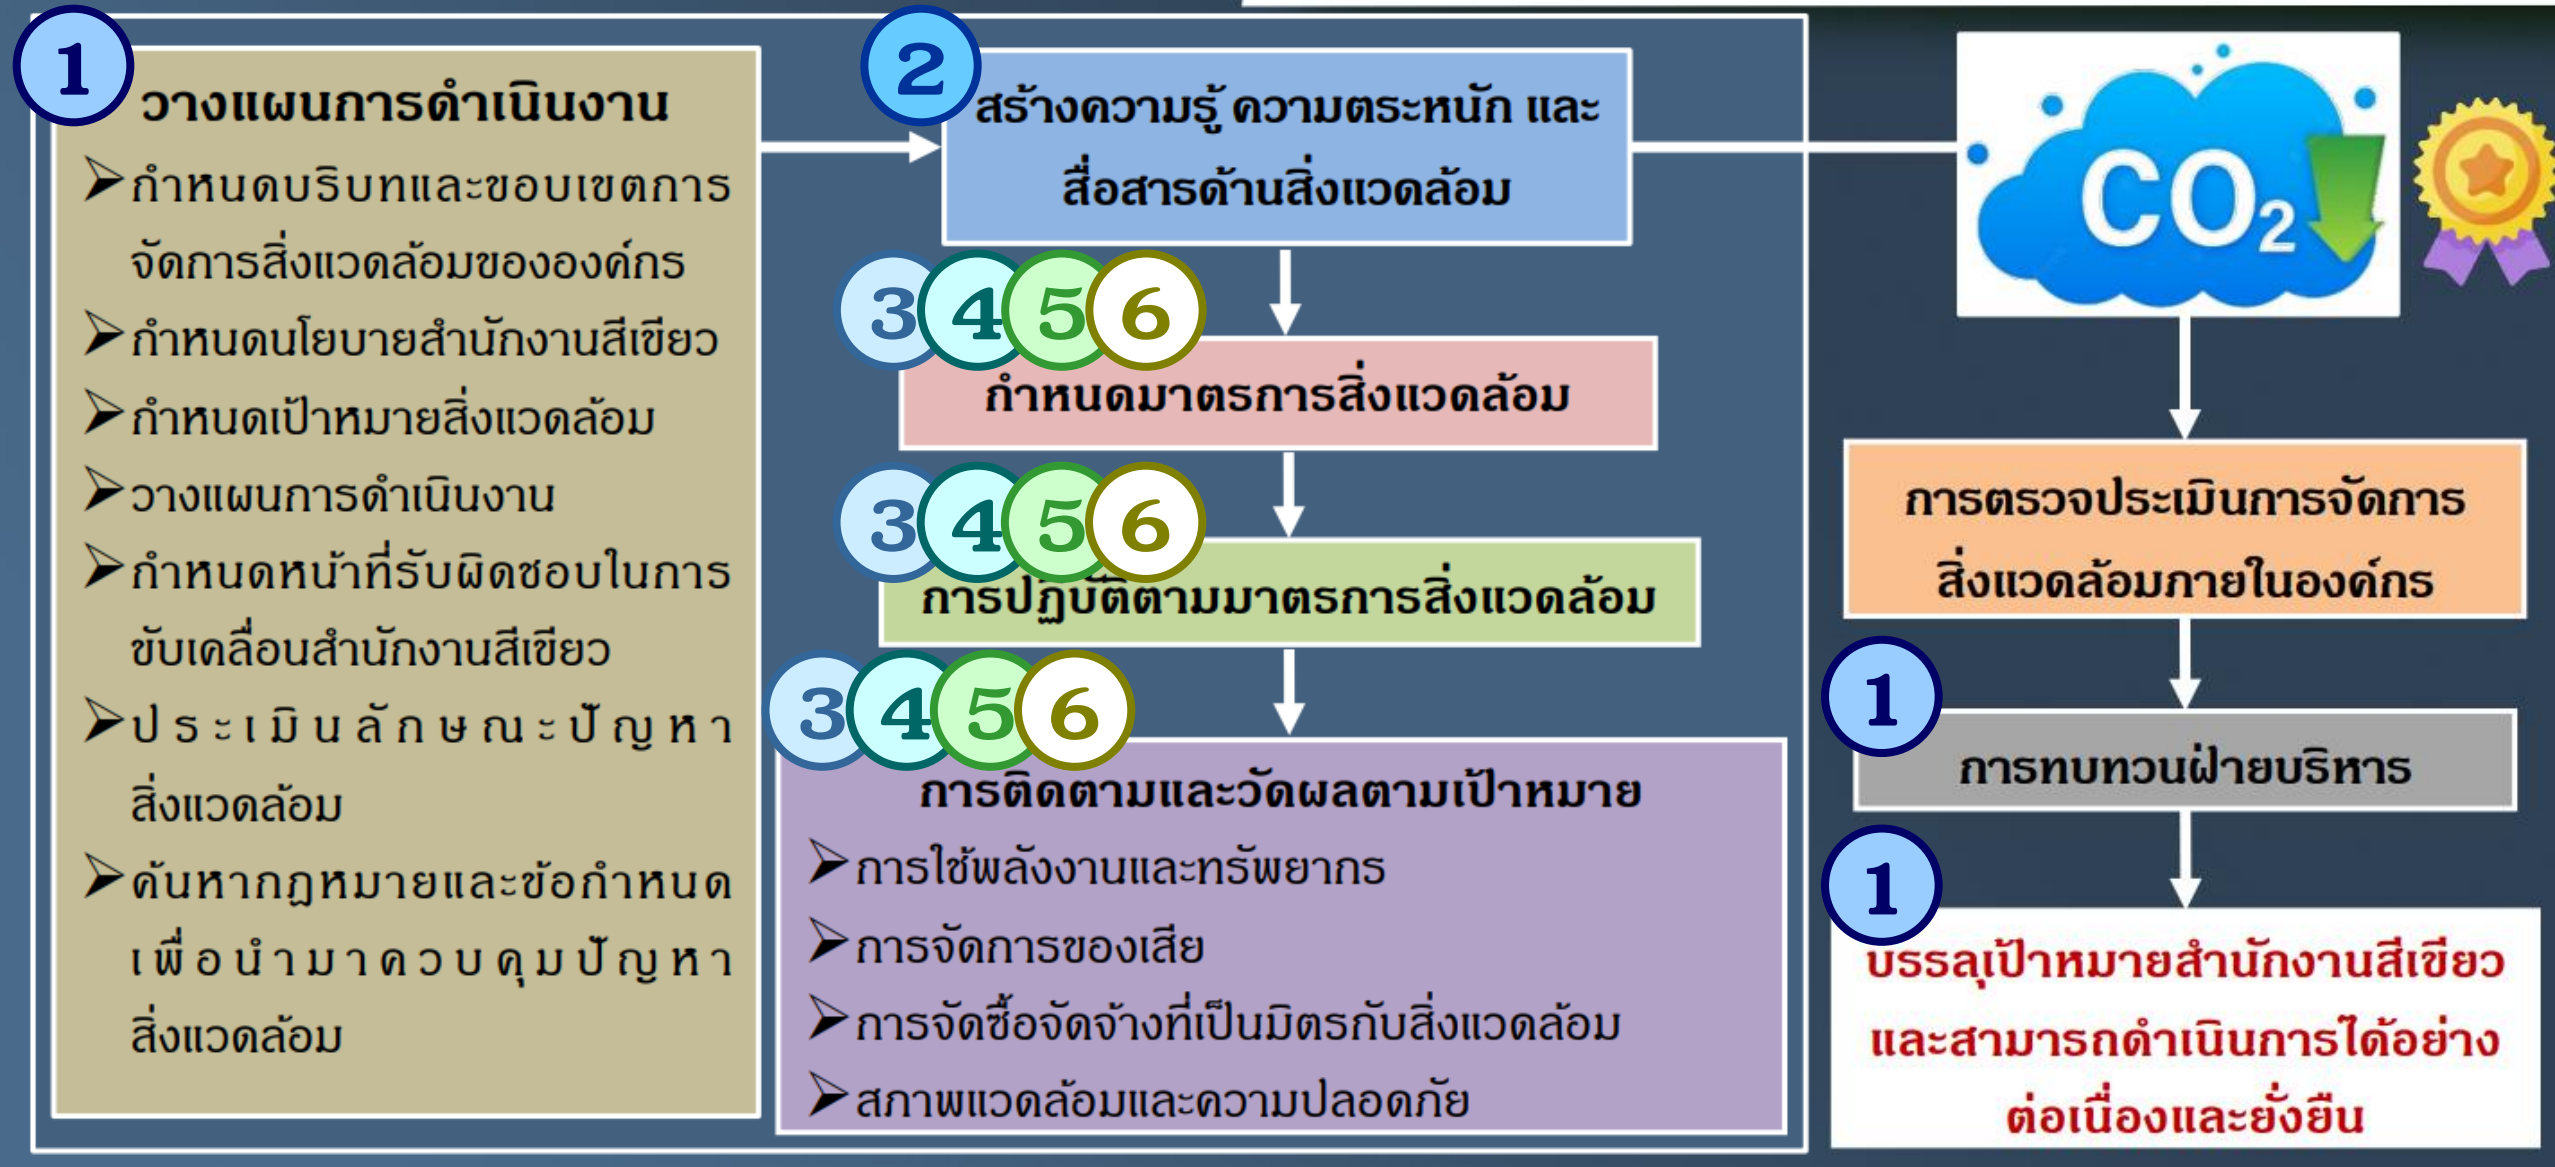 1
วางแผนการดำเนินงาน
➢กำหนดบริบทและขอบเขตการ
จัดการสิ่งแวดล้อมขององค์กร
➢กำหนดนโยบายสำนักงานสีเขียว
➢กำหนดเป้าหมายสิ่งแวดล้อม
➢วางแผนการดำเนินงาน
➢กำหนดหน้าที่รับผิดชอบในการ
ขับเคลื่อนสำนักงานสีเขียว
➢ประเมินลักษณะปัญหา
สิ่งแวดล้อม
➢ค้นหากฎหมายและข้อกำหนด
เพื่อนำมาควบคุมปัญหา
สิ่งแวดล้อม
2
สร้างความรู้ ความตระหนัก และ
สื่อสารด้านสิ่งแวดล้อม
3 4 5 6
กำหนดมาตรการสิ่งแวดล้อม
3 4 5 6
การปฏิบัติตามมาตรการสิ่งแวดล้อม
3 4 5 6
การติดตามและวัดผลตามเป้าหมาย
➢การใช้พลังงานและทรัพยากร
➢การจัดการของเสีย
➢การจัดซื้อจัดจ้างที่เป็นมิตรกับสิ่งแวดล้อม
➢สภาพแวดล้อมและความปลอดภัย
CO₂
การตรวจประเมินการจัดการ
สิ่งแวดล้อมภายในองค์กร
1
การทบทวนฝ่ายบริหาร
1
บรรลุเป้าหมายสำนักงานสีเขียว
และสามารถดำเนินการได้อย่าง
ต่อเนื่องและยั่งยืน